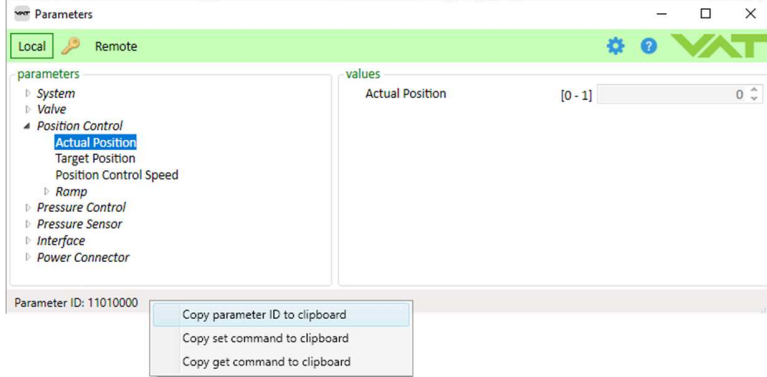 VAT Parameters
Local Remote VAT
parameters
System
Valve
Position Control
Actual Position
Target Position
Position Control Speed
Ramp
Pressure Control
Pressure Sensor
Interface
Power Connector
values
Actual Position [0 - 1] 0
Parameter ID: 11010000
Copy parameter ID to clipboard
Copy set command to clipboard
Copy get command to clipboard